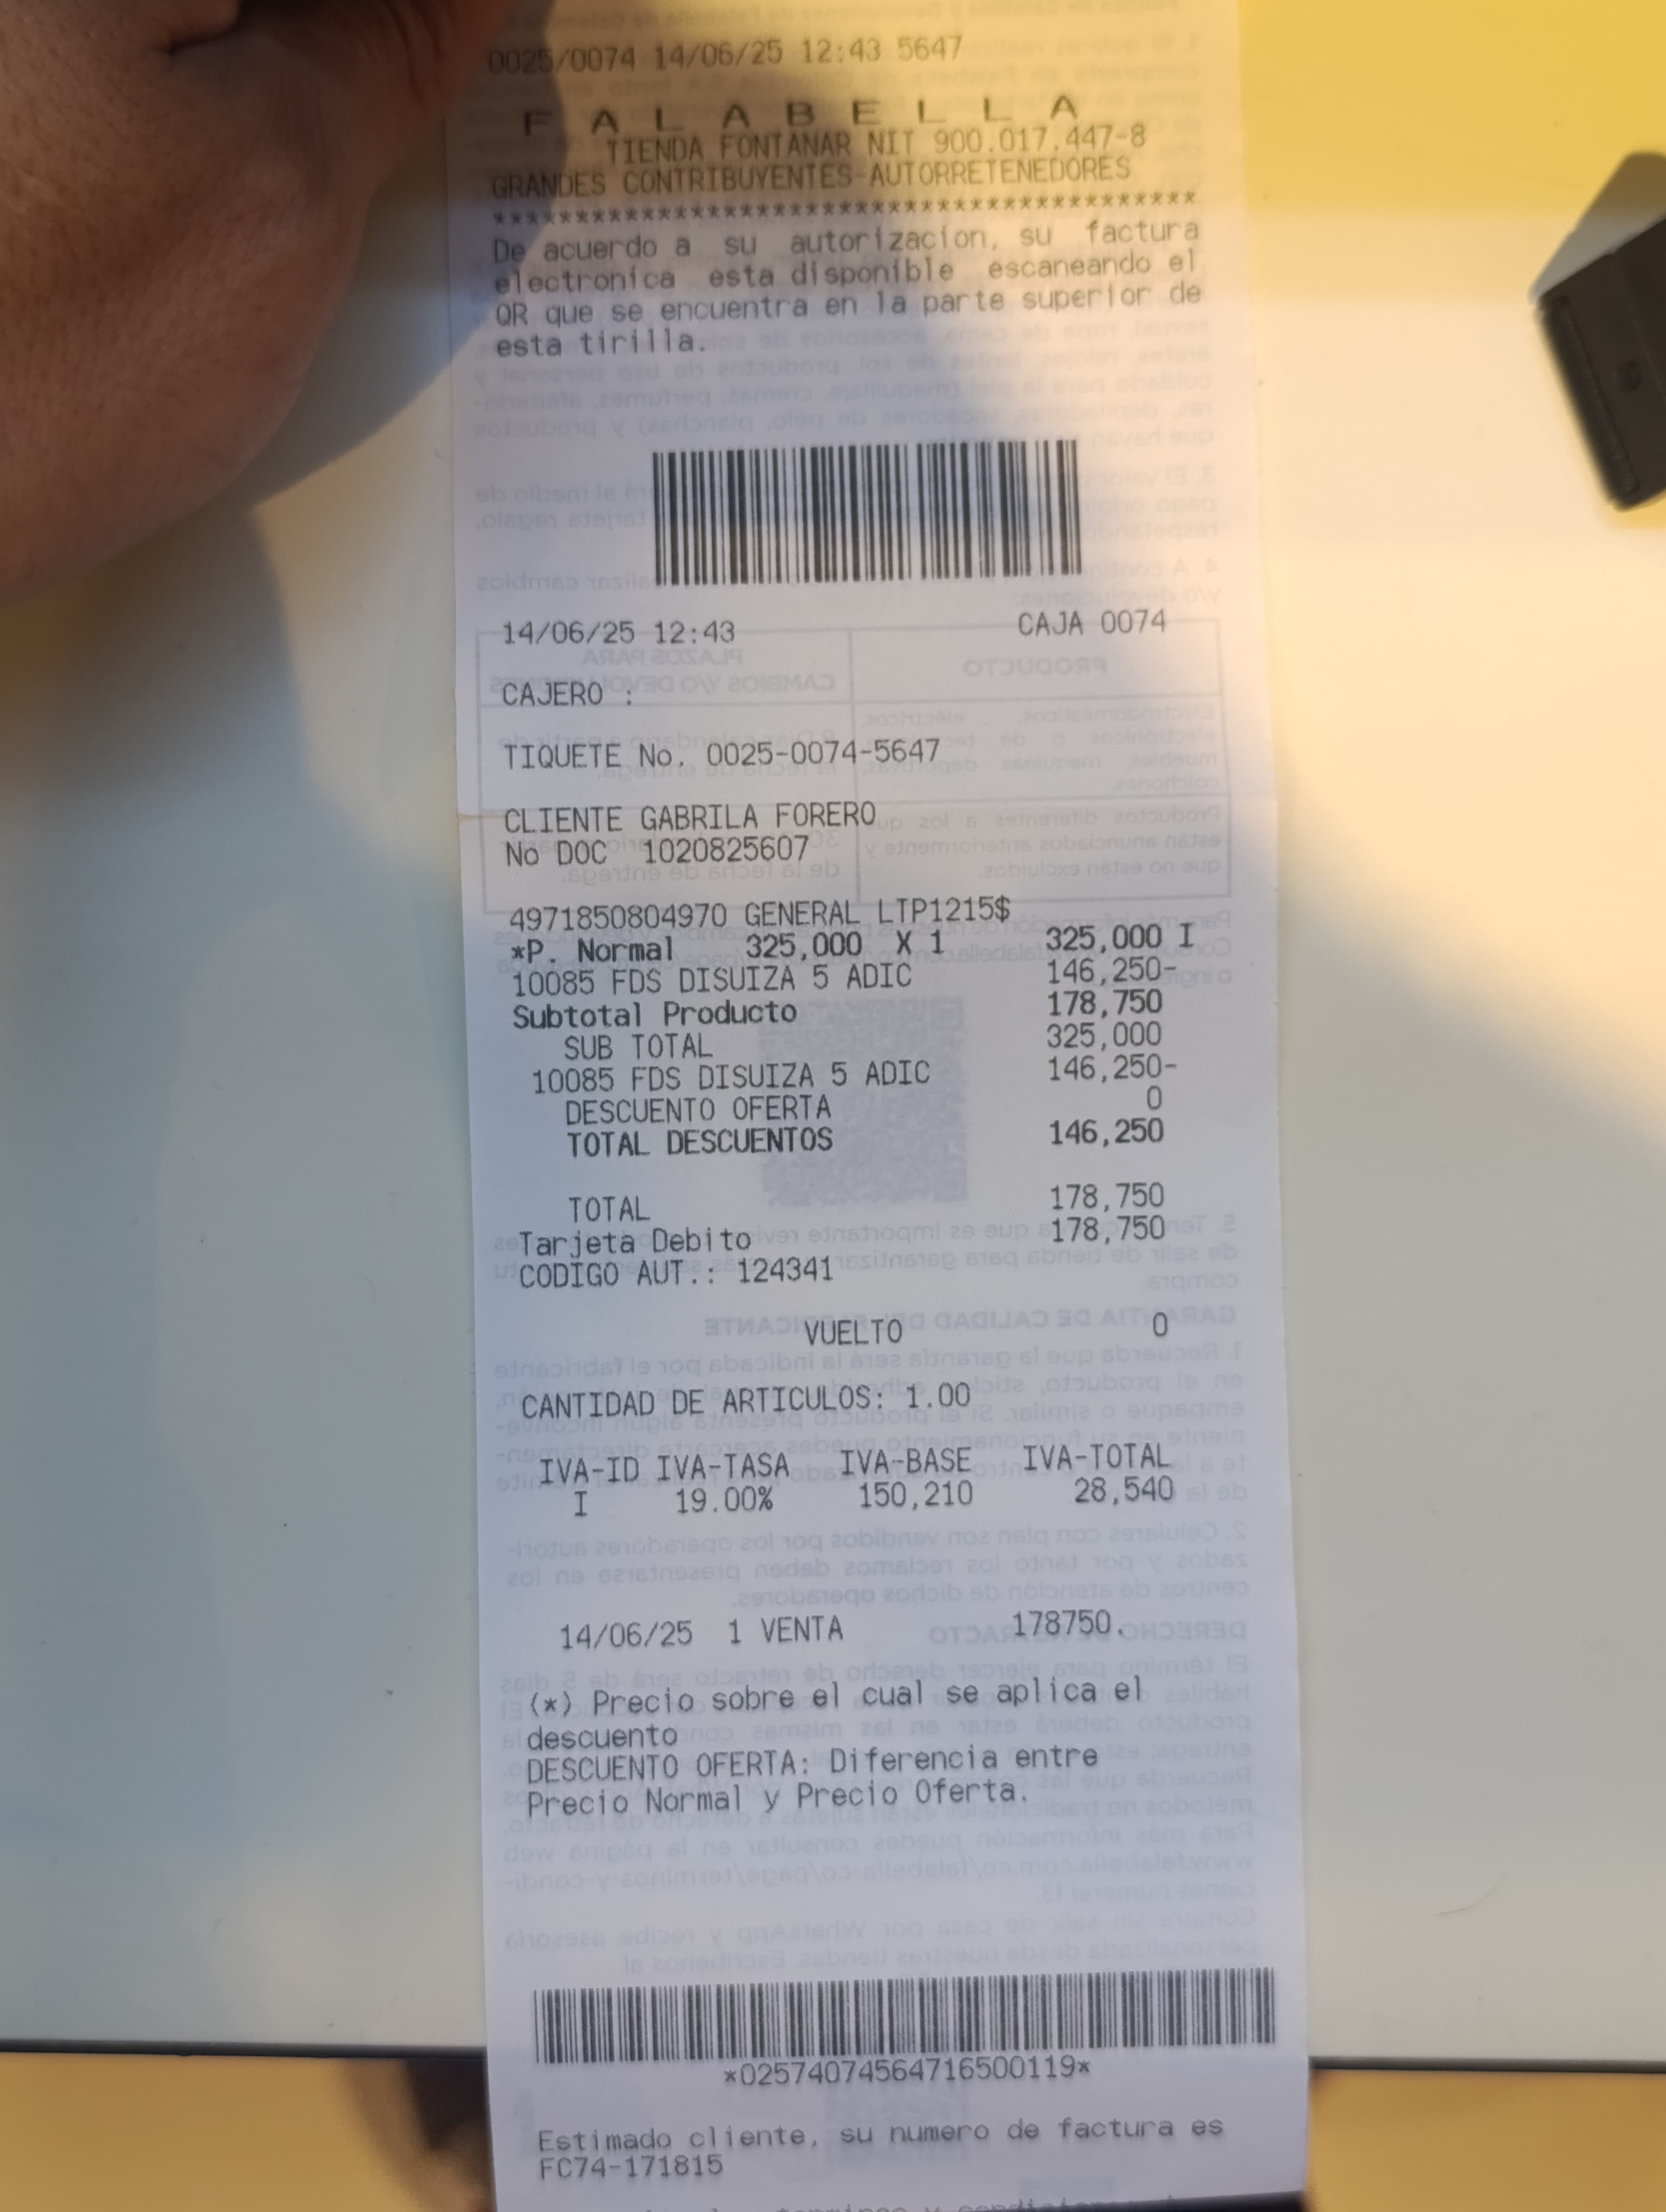 0025/0074 14/06/25 12:43 5647
F A L A B E L L A
TIENDA FONTANAR NIT 900.017.447-8
GRANDES CONTRIBUYENTES-AUTORRETENEDORES
*******************************************
De acuerdo a su autorizacion, su factura
electronica esta disponible escaneando el
QR que se encuentra en la parte superior de
esta tirilla.
14/06/25 12:43 CAJA 0074
CAJERO :
TIQUETE No. 0025-0074-5647
CLIENTE GABRILA FORERO
No DOC 1020825607
4971850804970 GENERAL LTP1215$
*P. Normal 325,000 X 1 325,000 I
10085 FDS DISUIZA 5 ADIC 146,250-
Subtotal Producto 178,750
SUB TOTAL 325,000
10085 FDS DISUIZA 5 ADIC 146,250-
DESCUENTO OFERTA 0
TOTAL DESCUENTOS 146,250
TOTAL 178,750
Tarjeta Debito 178,750
CODIGO AUT.: 124341
VUELTO 0
CANTIDAD DE ARTICULOS: 1.00
IVA-ID IVA-TASA IVA-BASE IVA-TOTAL
I 19.00% 150,210 28,540
14/06/25 1 VENTA 178750.
(*) Precio sobre el cual se aplica el
descuento
DESCUENTO OFERTA: Diferencia entre
Precio Normal y Precio Oferta.
*02574074564716500119*
Estimado cliente, su numero de factura es
FC74-171815